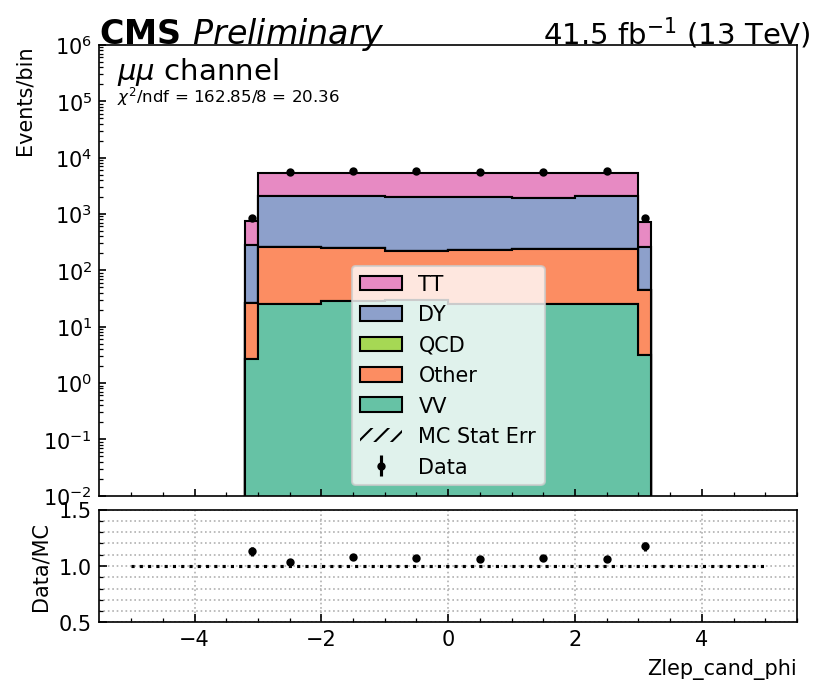 CMS Preliminary 41.5 fb⁻¹ (13 TeV)
Events/bin
10⁶
10⁵
10⁴
10³
10²
10¹
10⁰
10⁻¹
10⁻²
μμ channel
χ²/ndf = 162.85/8 = 20.36
TT
DY
QCD
Other
VV
MC Stat Err
Data
Data/MC
1.5
1.0
0.5
−4 −2 0 2 4
Zlep_cand_phi